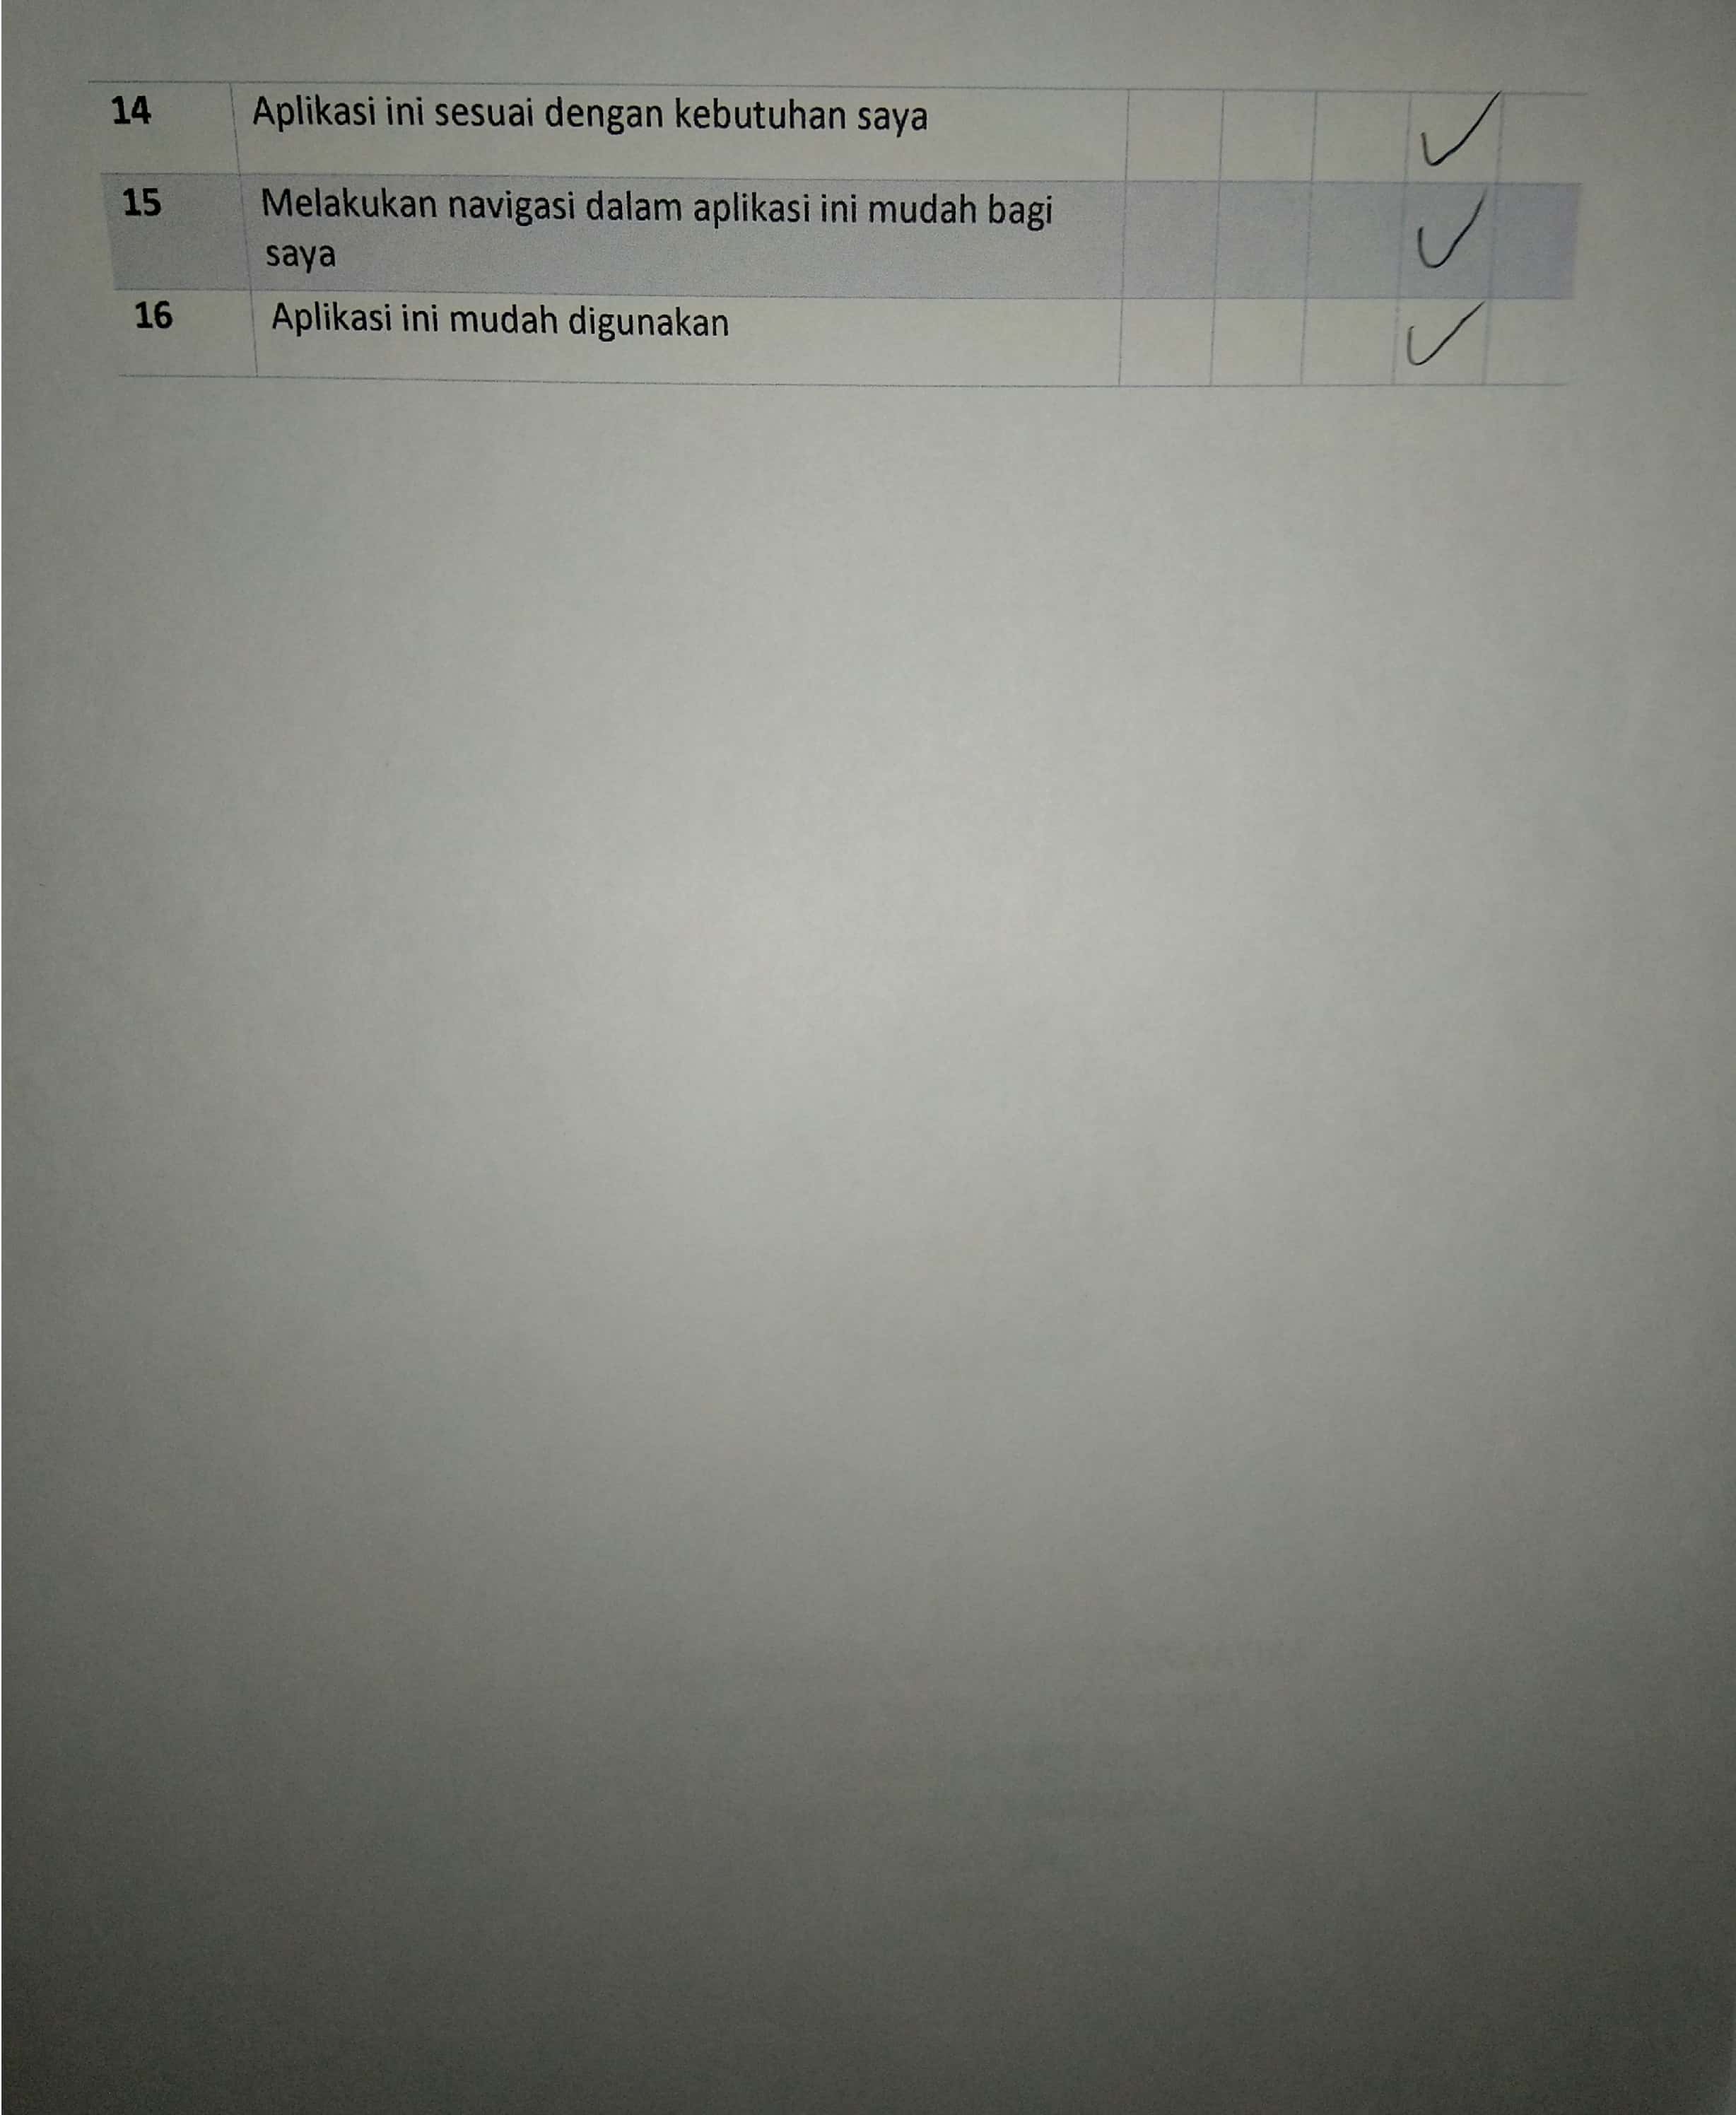 14 Aplikasi ini sesuai dengan kebutuhan saya ✓
15 Melakukan navigasi dalam aplikasi ini mudah bagi ✓
saya
16 Aplikasi ini mudah digunakan ✓